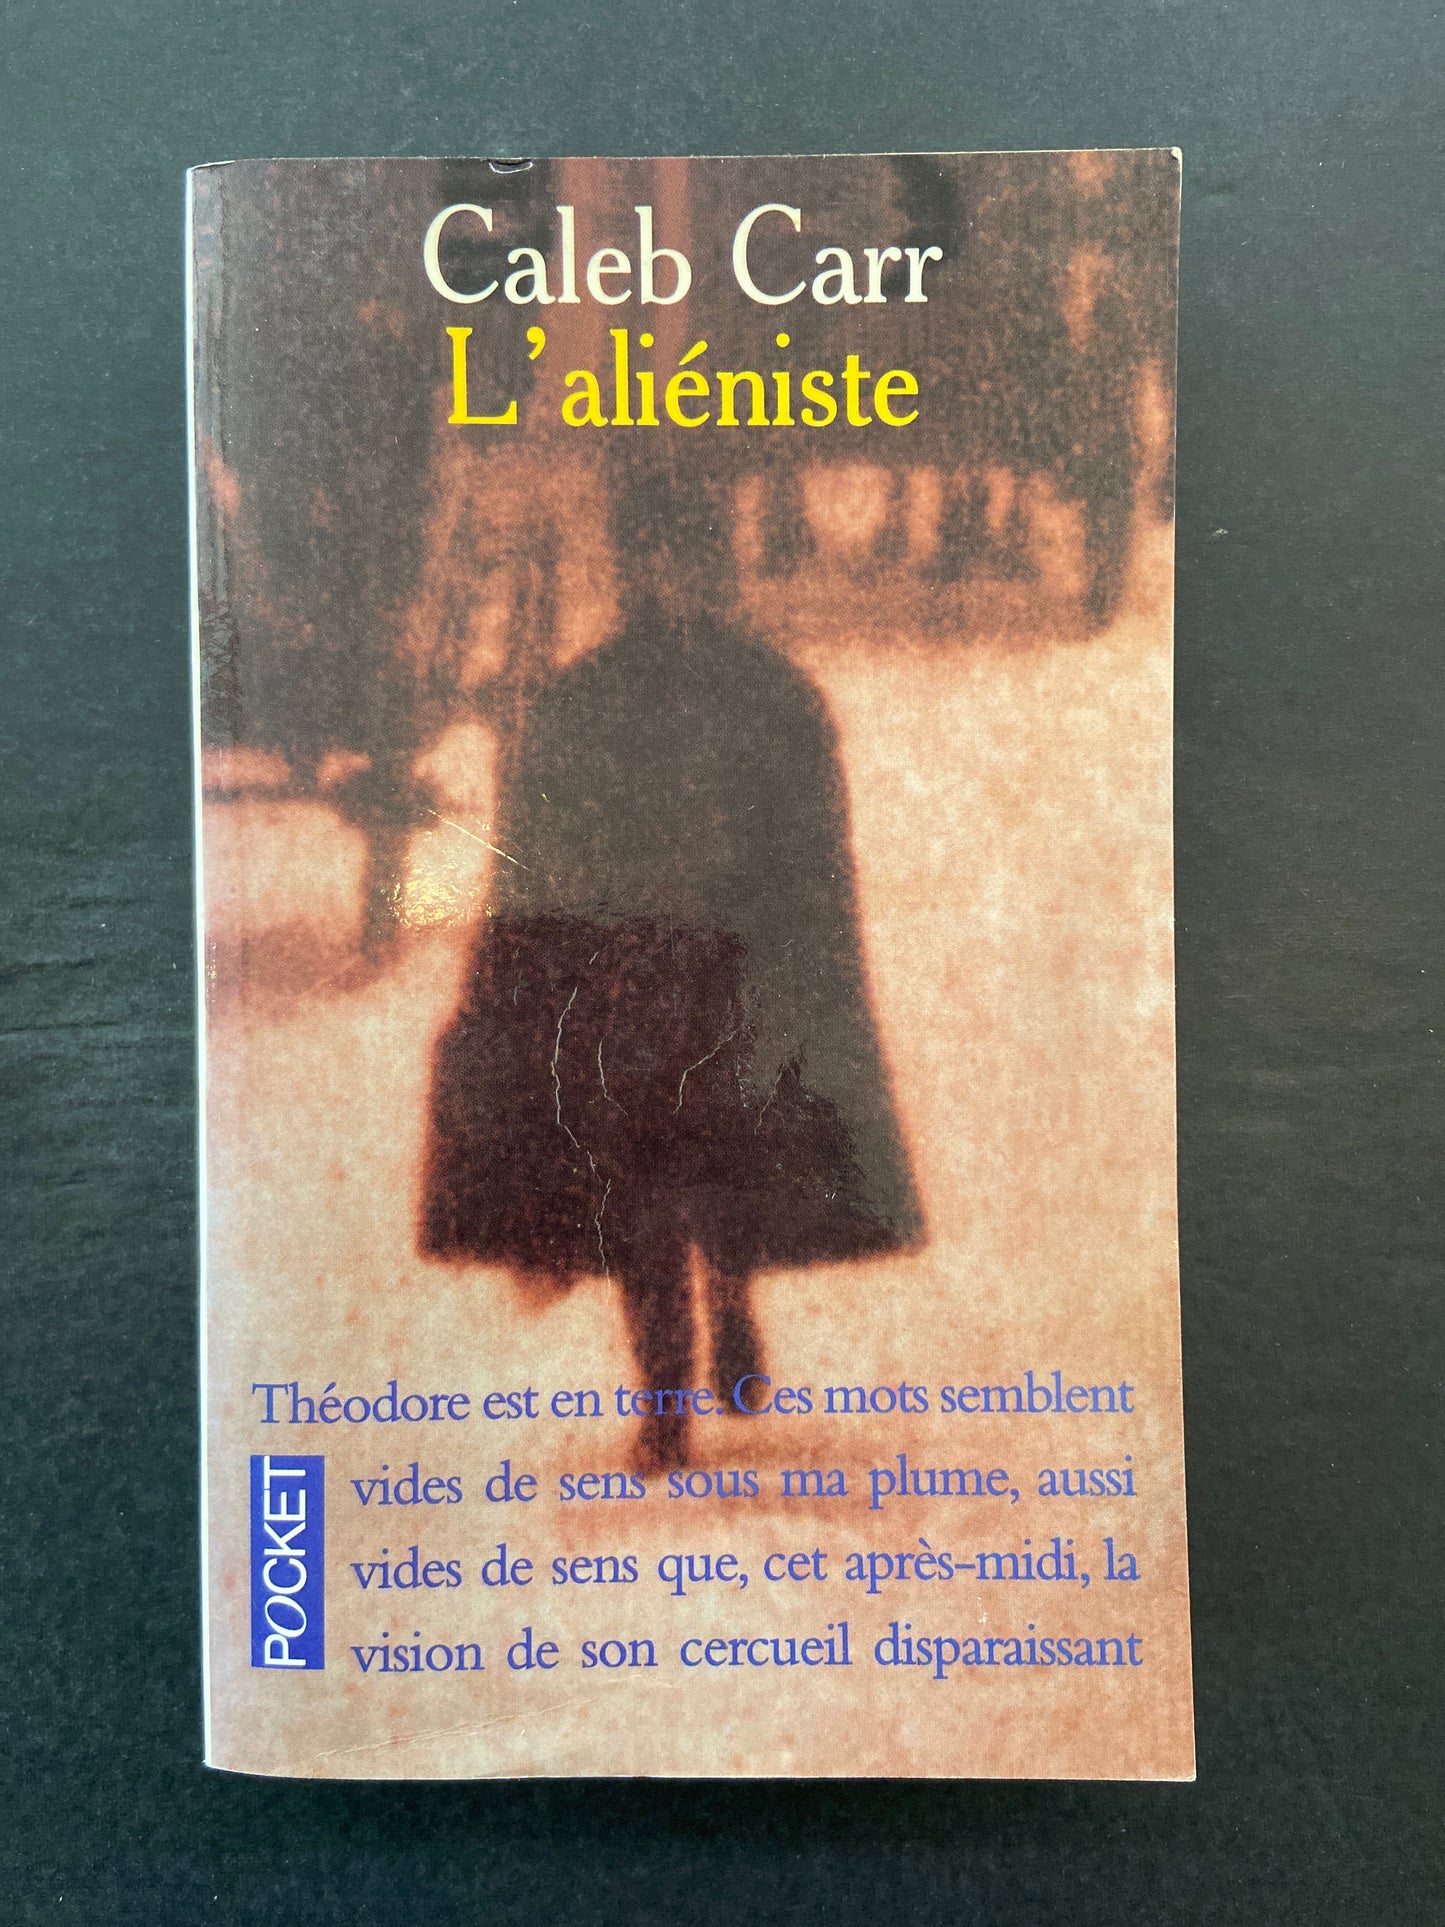 Caleb Carr
L'aliéniste
Théodore est en terre. Ces mots semblent
vides de sens sous ma plume, aussi
vides de sens que, cet après-midi, la
vision de son cercueil disparaissant
POCKET